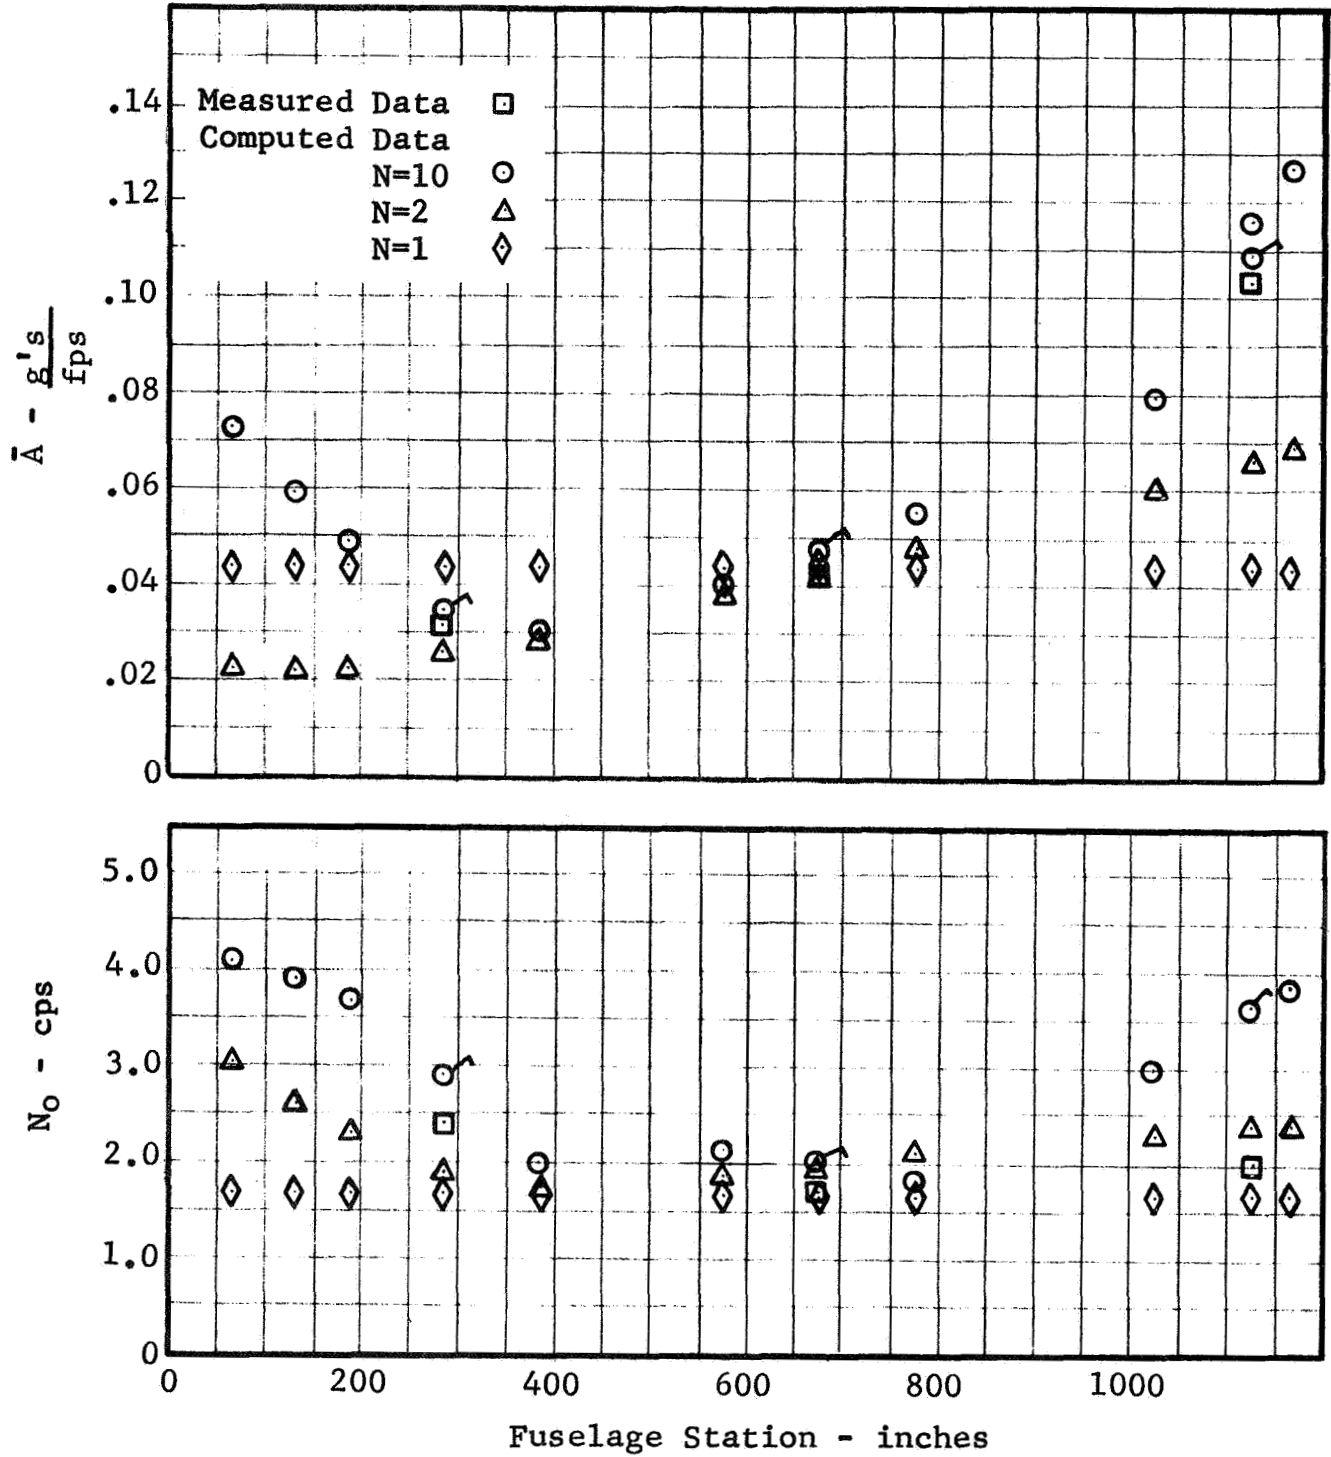 .14
Measured Data
Computed Data
N=10
N=2
N=1
.12
.10
.08
.06
.04
.02
0
Ā - g's
fps
5.0
4.0
3.0
2.0
1.0
0
N₀ - cps
0 200 400 600 800 1000
Fuselage Station - inches